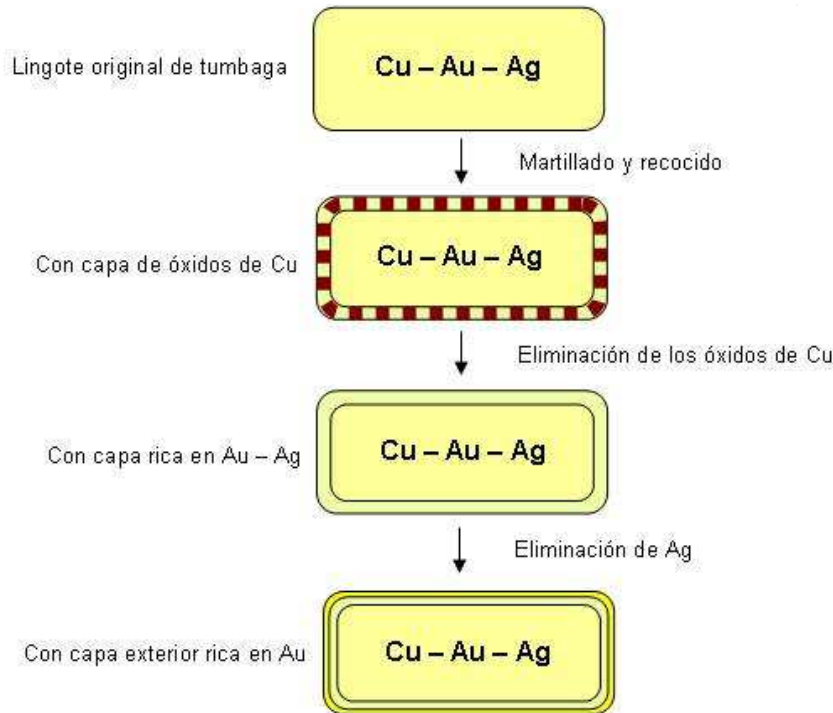 Lingote original de tumbaga
Cu – Au – Ag
Martillado y recocido
Con capa de óxidos de Cu
Cu – Au – Ag
Eliminación de los óxidos de Cu
Con capa rica en Au – Ag
Cu – Au – Ag
Eliminación de Ag
Con capa exterior rica en Au
Cu – Au – Ag